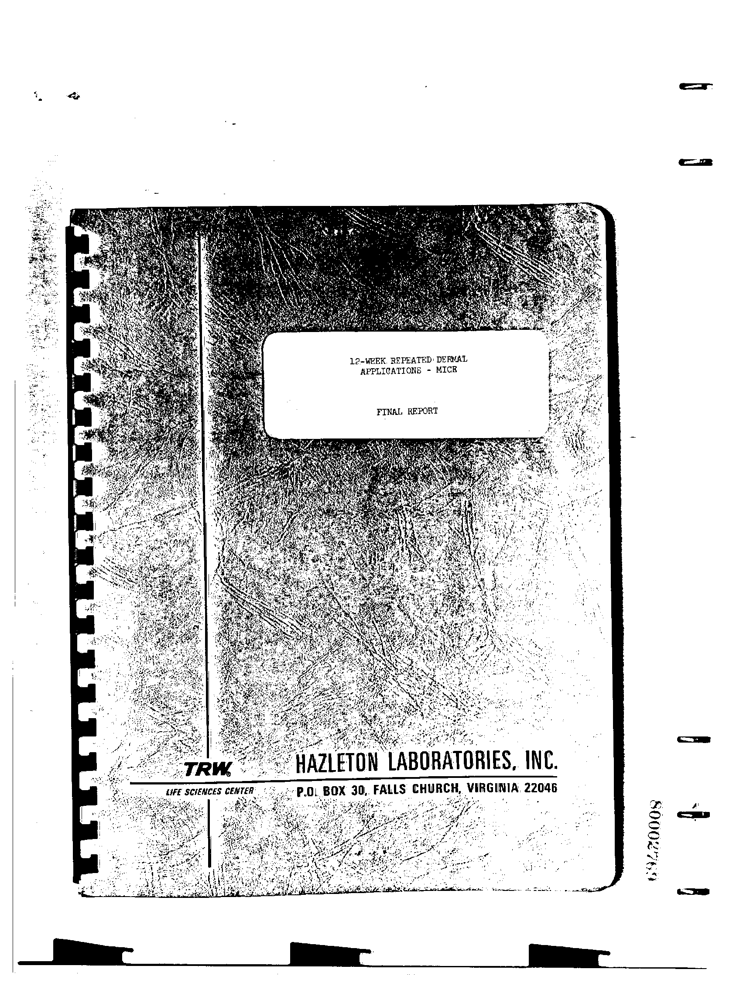 12-WEEK REPEATED DERMAL
APPLICATIONS - MICE
FINAL REPORT
TRW
LIFE SCIENCES CENTER
HAZLETON LABORATORIES, INC.
P.O. BOX 30, FALLS CHURCH, VIRGINIA 22046
80002769